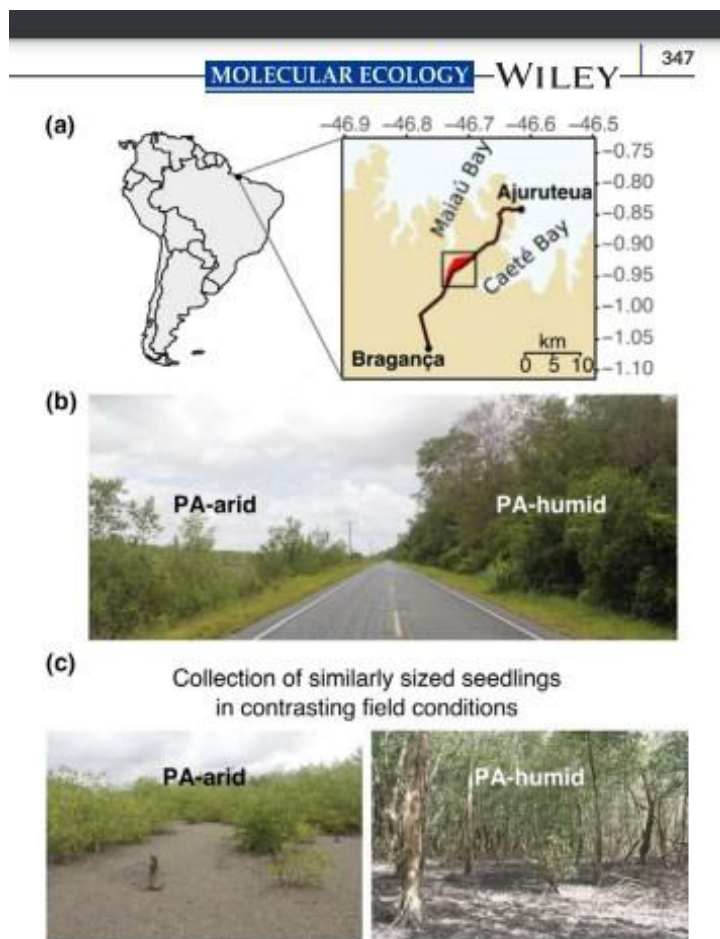 MOLECULAR ECOLOGY WILEY 347
(a)
-46.9 -46.8 -46.7 -46.6 -46.5
Maiaú Bay
Ajuruteua
Caeté Bay
Bragança
km
0 5 10
-0.75
-0.80
-0.85
-0.90
-0.95
-1.00
-1.05
-1.10
(b)
PA-arid PA-humid
(c)
Collection of similarly sized seedlings
in contrasting field conditions
PA-arid PA-humid